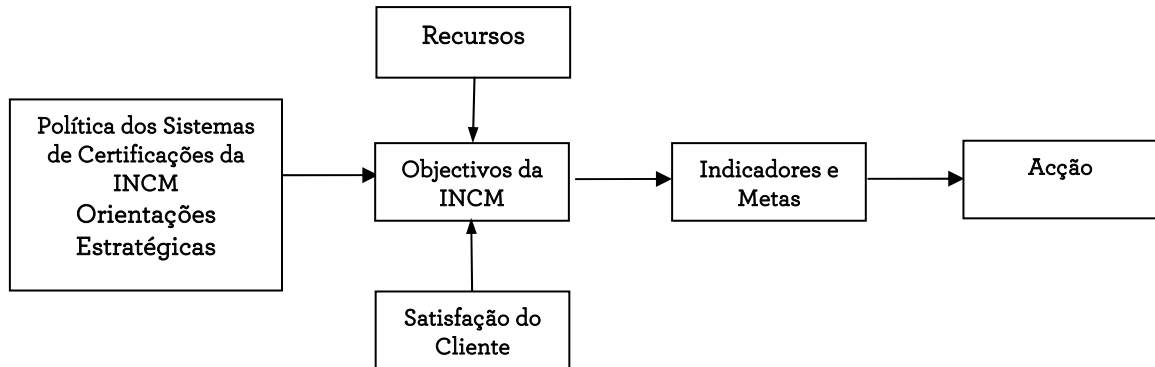 Recursos
Política dos Sistemas
de Certificações da
INCM
Orientações
Estratégicas
Objectivos da
INCM
Indicadores e
Metas
Acção
Satisfação do
Cliente